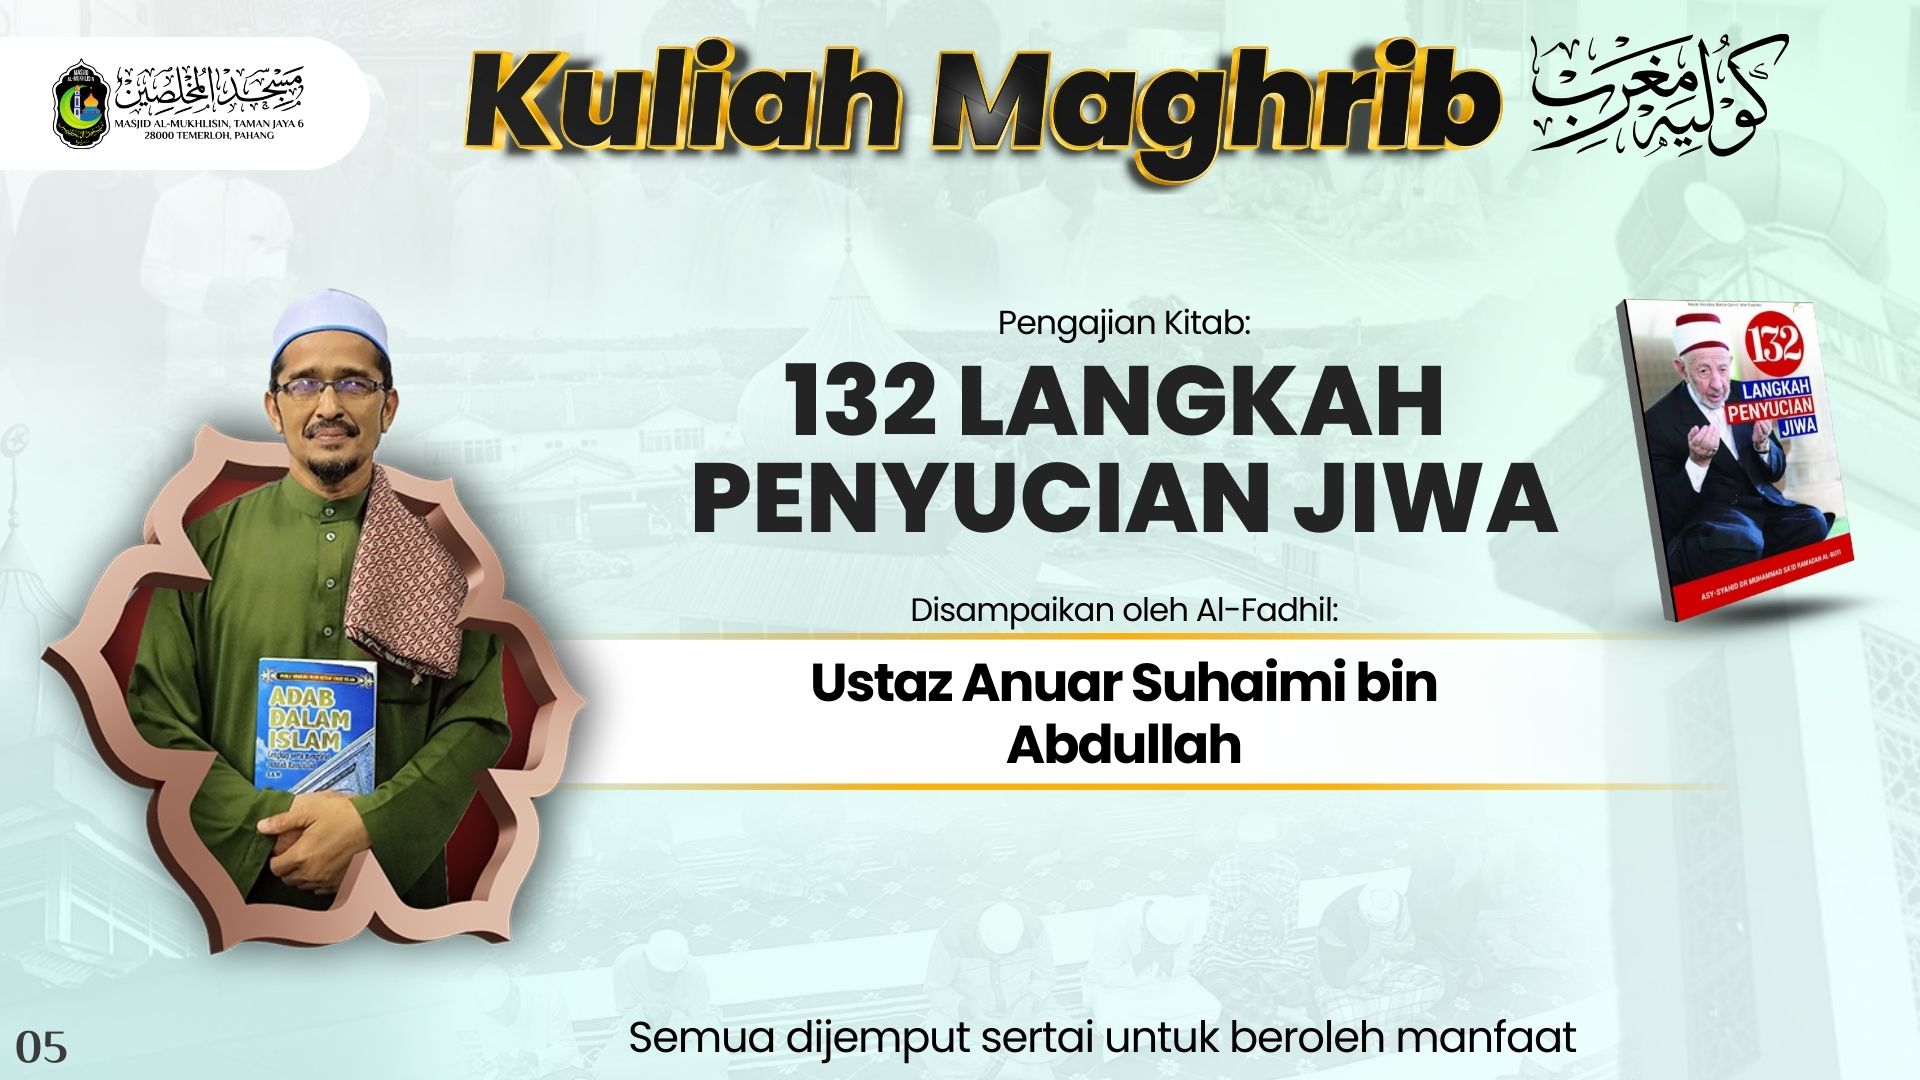 مسجد المخلصين
MASJID AL-MUKHLISIN, TAMAN JAYA 6
28000 TEMERLOH, PAHANG
Kuliah Maghrib
كوليه مغرب
Pengajian Kitab:
132 LANGKAH
PENYUCIAN JIWA
132
LANGKAH
PENYUCIAN
JIWA
ASY-SYAHID DR MUHAMMAD SA'ID RAMADAN AL-BUTI
Disampaikan oleh Al-Fadhil:
Ustaz Anuar Suhaimi bin
Abdullah
ADAB
DALAM
ISLAM
Semua dijemput sertai untuk beroleh manfaat
05